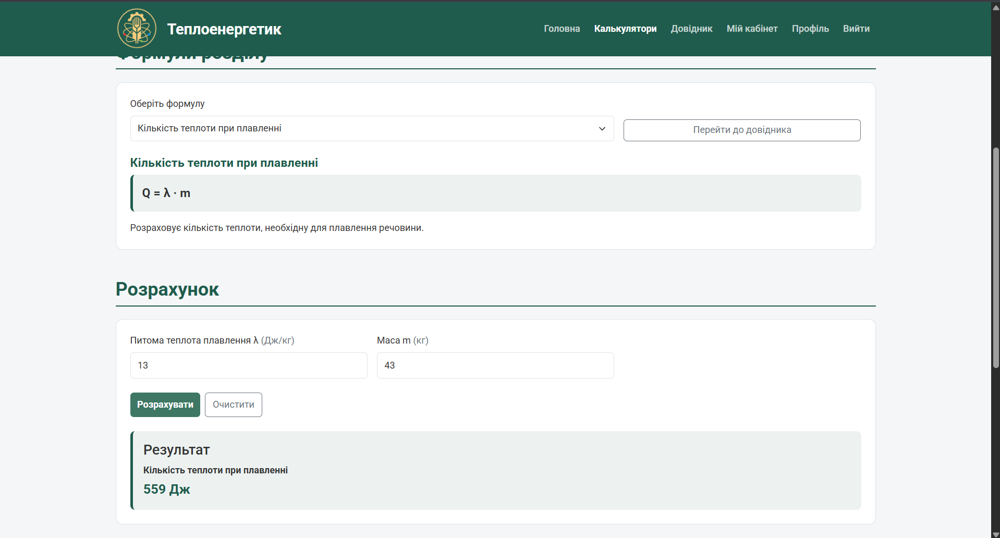 Теплоенергетик
Головна Калькулятори Довідник Мій кабінет Профіль Вийти
Формули розділу
Оберіть формулу
Кількість теплоти при плавленні
Перейти до довідника
Кількість теплоти при плавленні
Q = λ · m
Розраховує кількість теплоти, необхідну для плавлення речовини.
Розрахунок
Питома теплота плавлення λ (Дж/кг) Маса m (кг)
13 43
Розрахувати Очистити
Результат
Кількість теплоти при плавленні
559 Дж